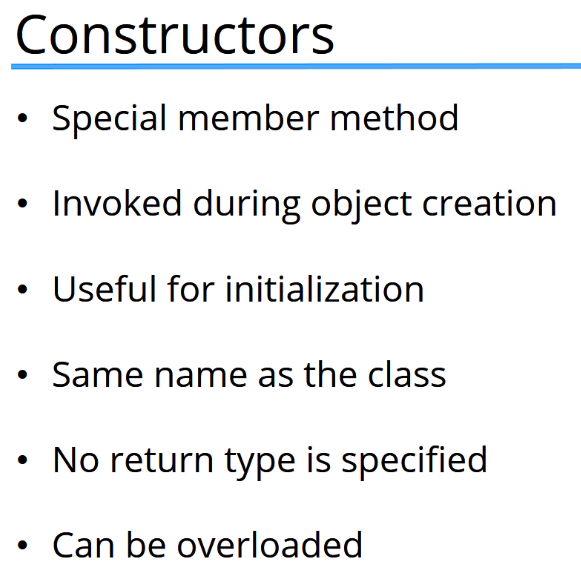 Constructors
• Special member method
• Invoked during object creation
• Useful for initialization
• Same name as the class
• No return type is specified
• Can be overloaded